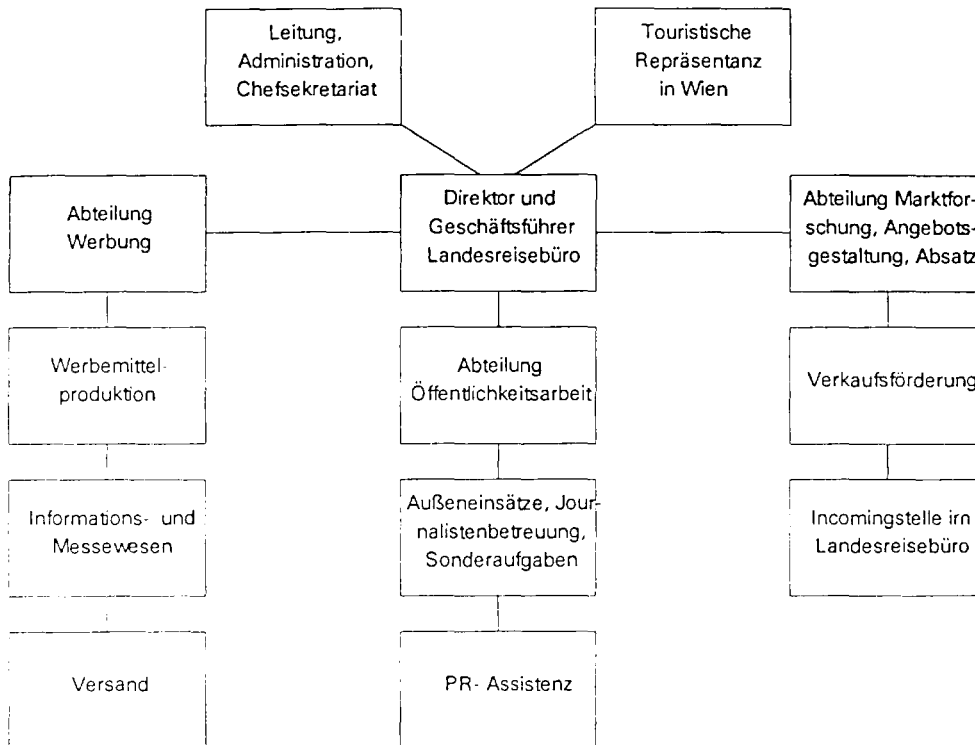 Leitung,
Administration,
Chefsekretariat
Touristische
Repräsentanz
in Wien
Abteilung
Werbung
Direktor und
Geschäftsführer
Landesreisebüro
Abteilung Marktfor-
schung, Angebots-
gestaltung, Absatz
Werbemittel-
produktion
Abteilung
Öffentlichkeitsarbeit
Verkaufsförderung
Informations- und
Messewesen
Außeneinsätze, Jour-
nalistenbetreuung,
Sonderaufgaben
Incomingstelle im
Landesreisebüro
Versand
PR- Assistenz